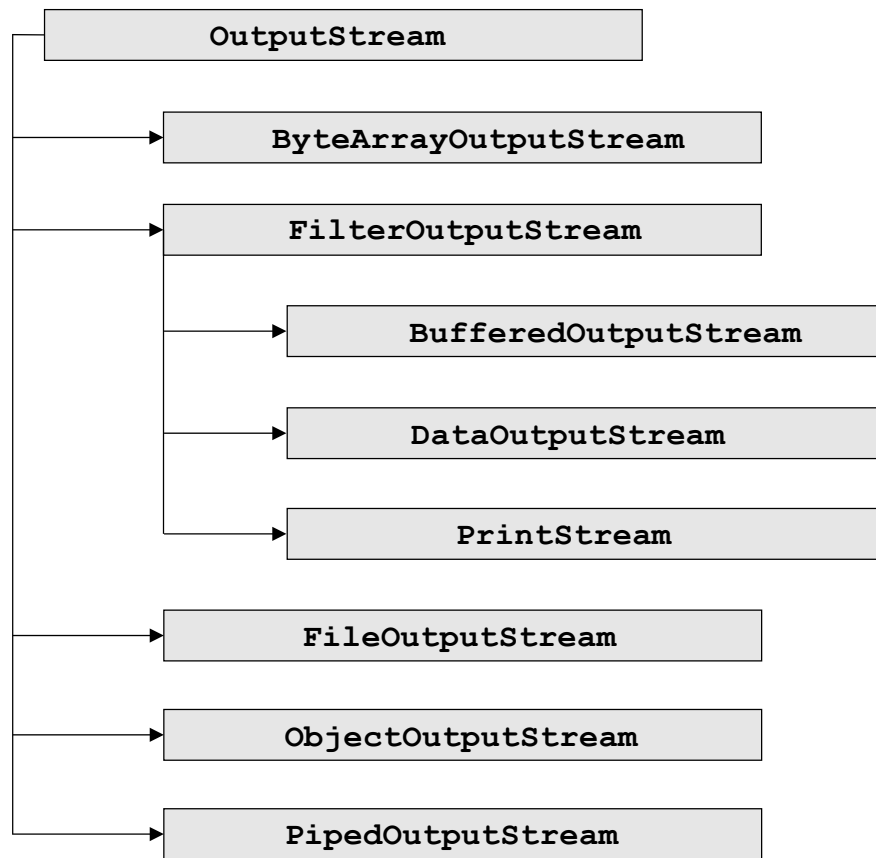 OutputStream
ByteArrayOutputStream
FilterOutputStream
BufferedOutputStream
DataOutputStream
PrintStream
FileOutputStream
ObjectOutputStream
PipedOutputStream